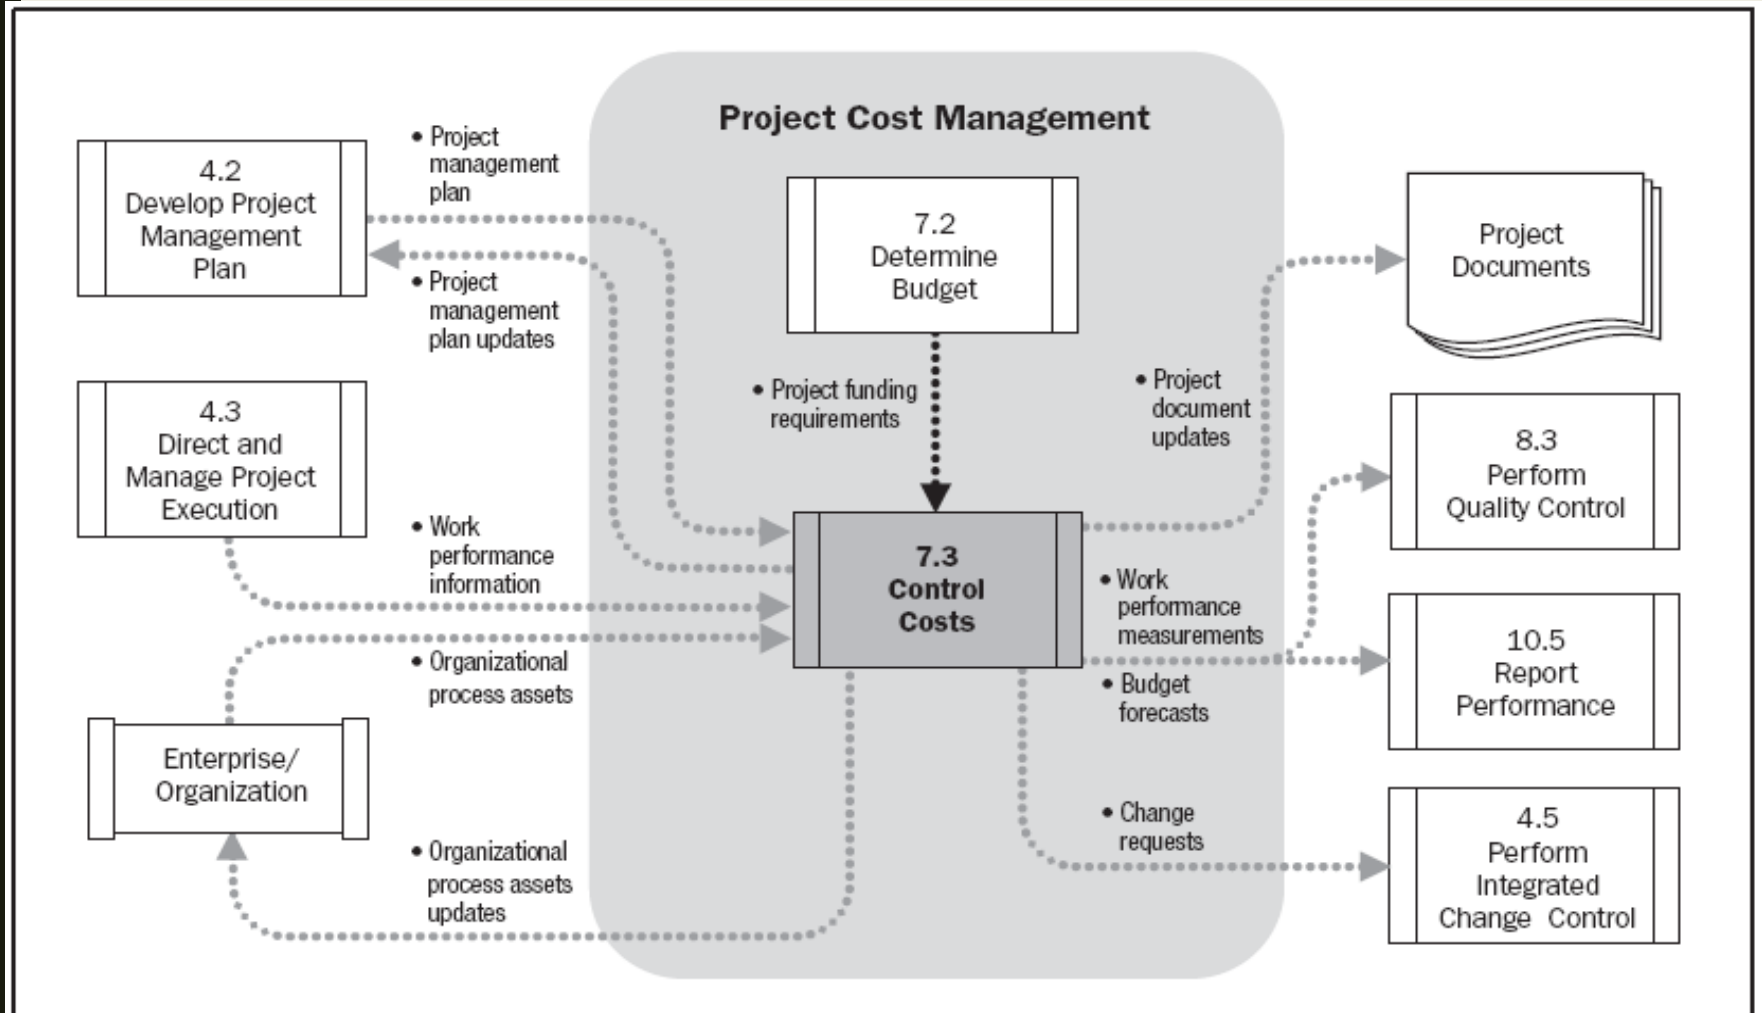 Project Cost Management
4.2
Develop Project
Management
Plan
• Project
management
plan
• Project
management
plan updates
7.2
Determine
Budget
Project
Documents
• Project funding
requirements
• Project
document
updates
4.3
Direct and
Manage Project
Execution
8.3
Perform
Quality Control
• Work
performance
information
7.3
Control
Costs
• Work
performance
measurements
• Budget
forecasts
10.5
Report
Performance
• Organizational
process assets
Enterprise/
Organization
• Change
requests
4.5
Perform
Integrated
Change Control
• Organizational
process assets
updates